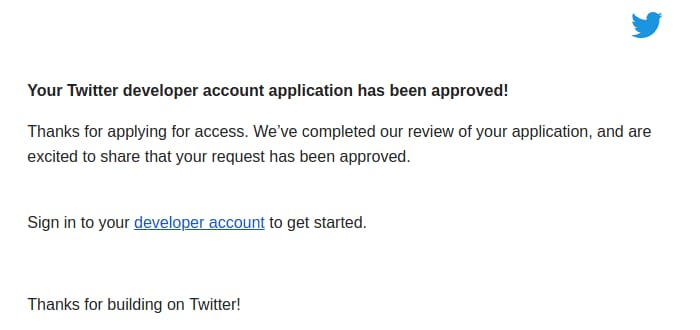 Your Twitter developer account application has been approved!
Thanks for applying for access. We’ve completed our review of your application, and are
excited to share that your request has been approved.
Sign in to your developer account to get started.
Thanks for building on Twitter!